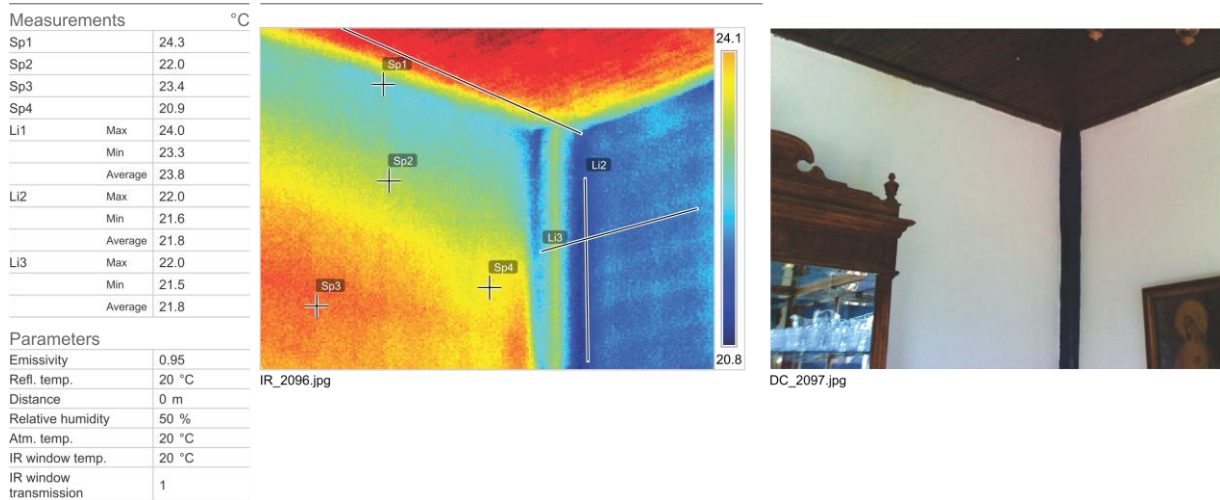 Measurements °C
Sp1 24.3
Sp2 22.0
Sp3 23.4
Sp4 20.9
Li1 Max 24.0
Min 23.3
Average 23.8
Li2 Max 22.0
Min 21.6
Average 21.8
Li3 Max 22.0
Min 21.5
Average 21.8
Parameters
Emissivity 0.95
Refl. temp. 20 °C
Distance 0 m
Relative humidity 50 %
Atm. temp. 20 °C
IR window temp. 20 °C
IR window
transmission 1
24.1
Sp1
Sp2
Li2
Li3
Sp4
Sp3
20.8
IR_2096.jpg
DC_2097.jpg